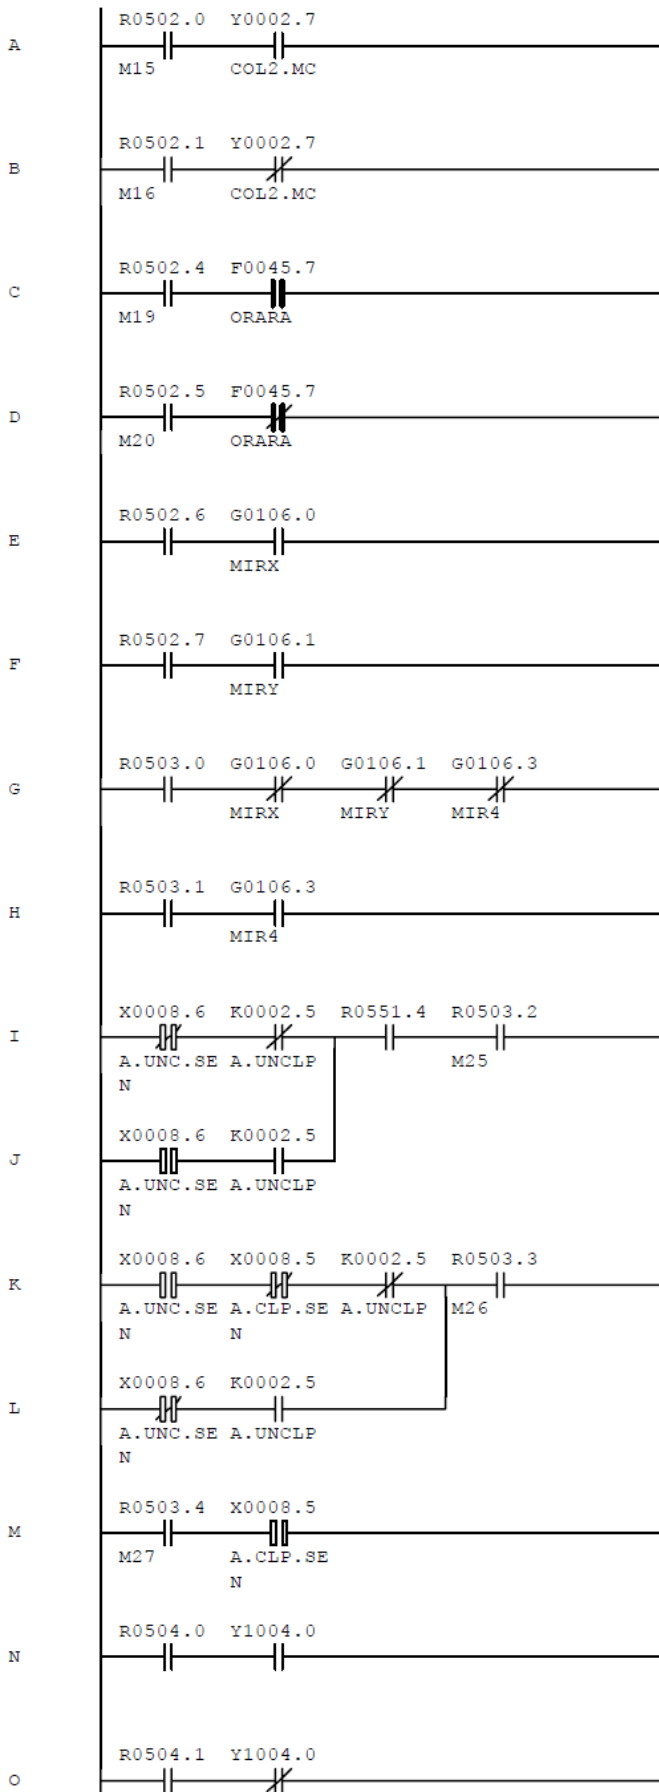 R0502.0 Y0002.7
A
M15 COL2.MC
R0502.1 Y0002.7
B
M16 COL2.MC
R0502.4 F0045.7
C
M19 ORARA
R0502.5 F0045.7
D
M20 ORARA
R0502.6 G0106.0
E
MIRX
R0502.7 G0106.1
F
MIRY
R0503.0 G0106.0 G0106.1 G0106.3
G
MIRX MIRY MIR4
R0503.1 G0106.3
H
MIR4
X0008.6 K0002.5 R0551.4 R0503.2
I
A.UNC.SE A.UNCLP M25
N
X0008.6 K0002.5
J
A.UNC.SE A.UNCLP
N
X0008.6 X0008.5 K0002.5 R0503.3
K
A.UNC.SE A.CLP.SE A.UNCLP M26
N N
X0008.6 K0002.5
L
A.UNC.SE A.UNCLP
N
R0503.4 X0008.5
M
M27 A.CLP.SE
N
R0504.0 Y1004.0
N
R0504.1 Y1004.0
O